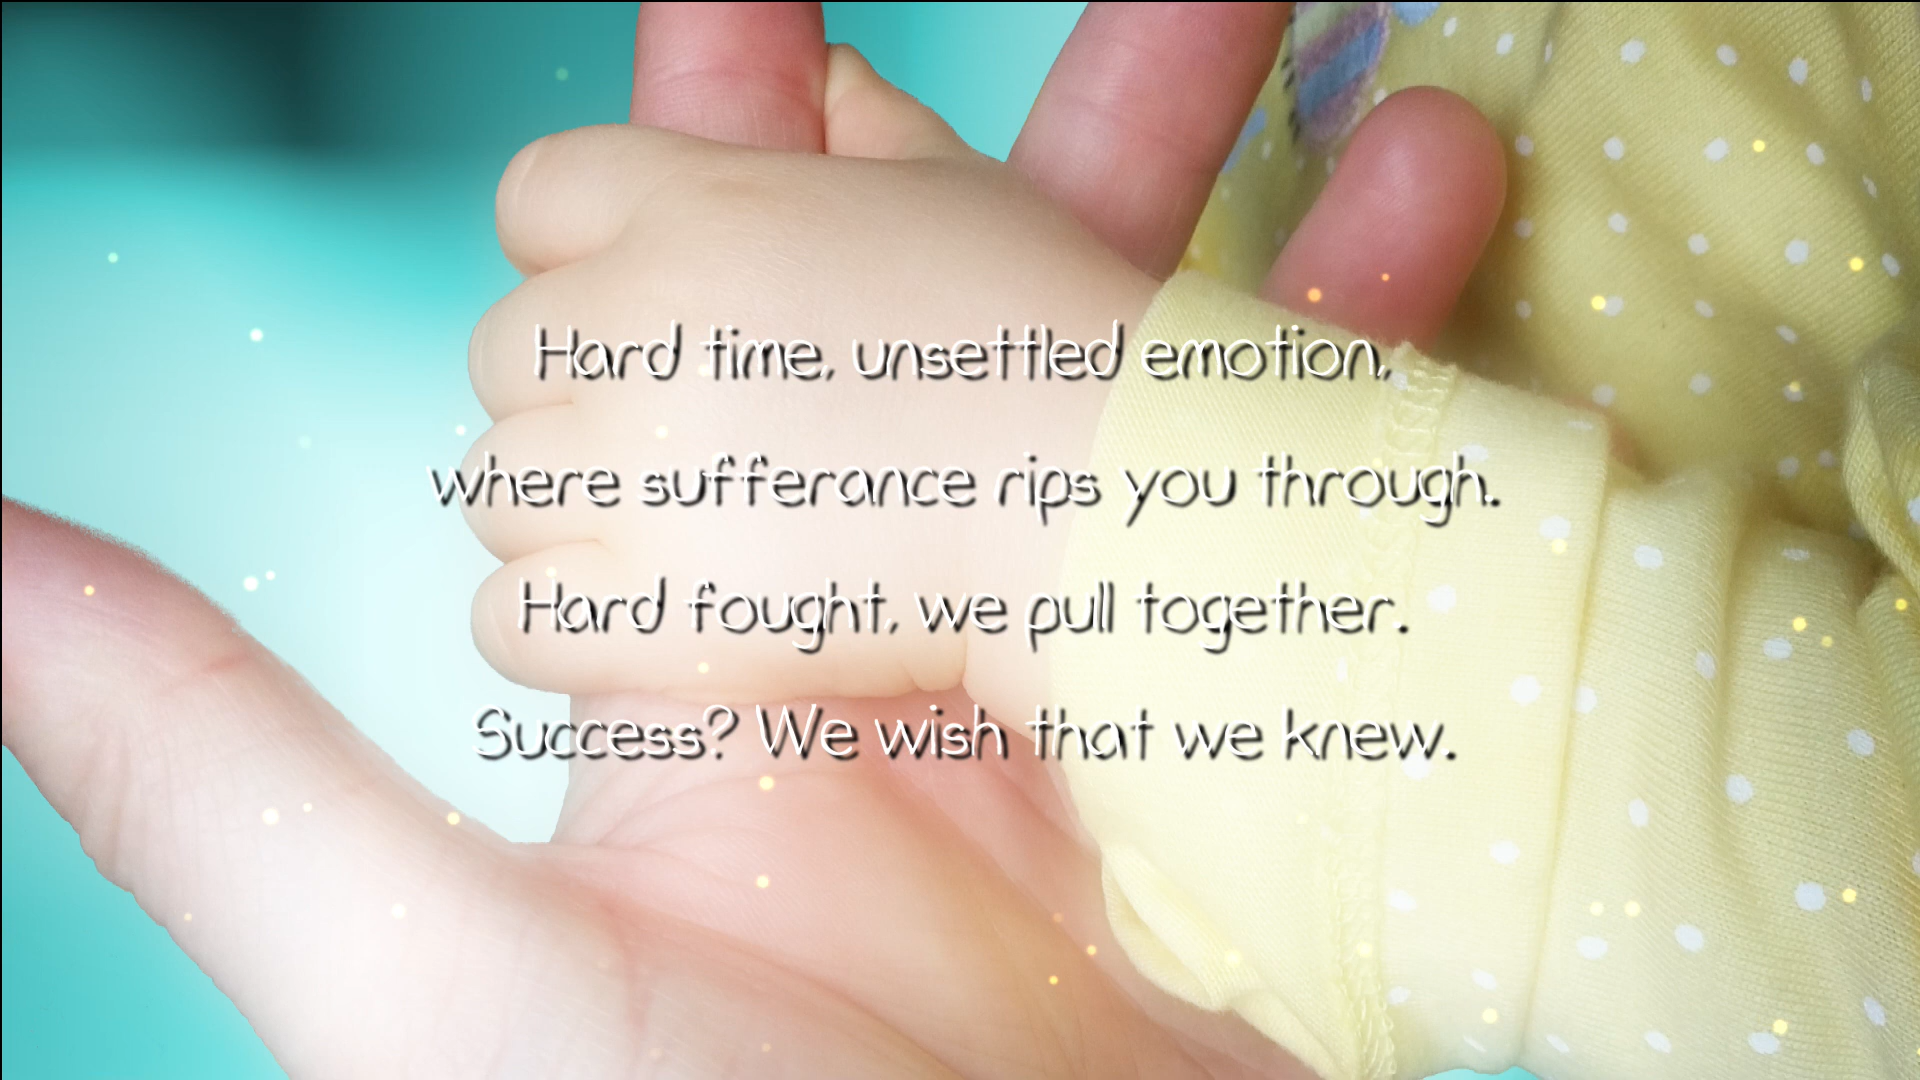 Hard time, unsettled emotion,
where sufferance rips you through.
Hard fought, we pull together.
Success? We wish that we knew.